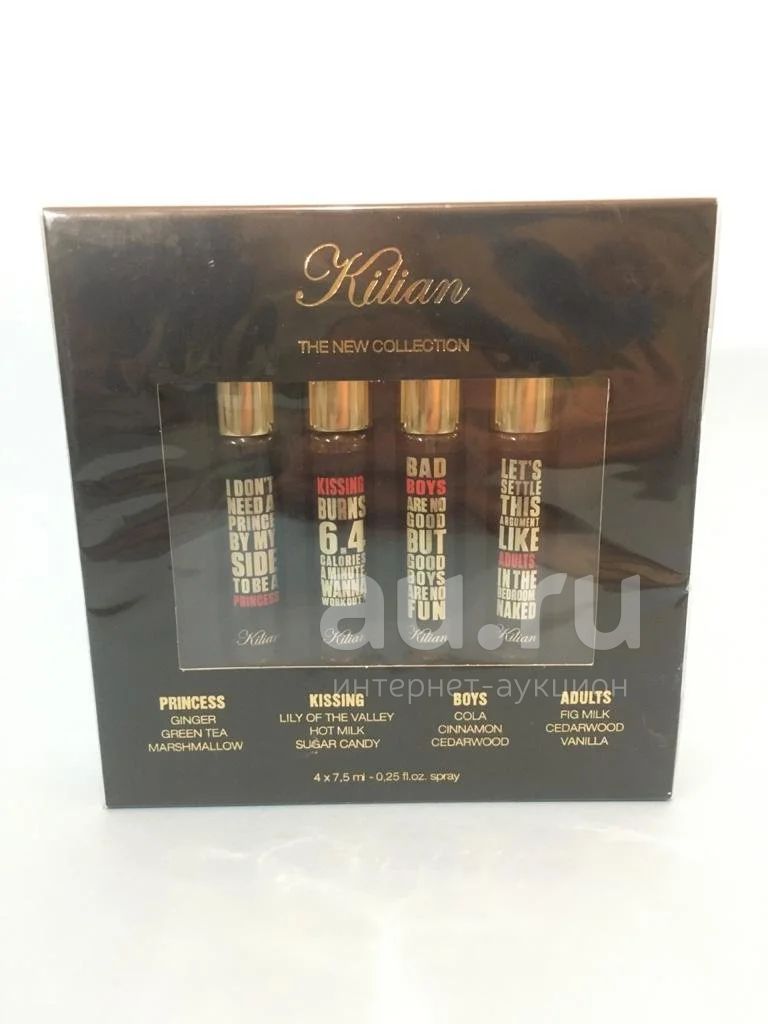 Kilian
THE NEW COLLECTION
I DON'T
NEED A
PRINCE
BY MY
SIDE
TO BE A
PRINCESS
Kilian
KISSING
BURNS
6.4
CALORIES
A MINUTE
WANNA
WORKOUT
Kilian
BAD
BOYS
ARE NO
GOOD
BUT
GOOD
BOYS
ARE NO
FUN
Kilian
LET'S
SETTLE
THIS
ARGUMENT
LIKE
ADULTS
IN THE
BEDROOM
NAKED
Kilian
au.ru
интернет-аукцион
PRINCESS
GINGER
GREEN TEA
MARSHMALLOW
KISSING
LILY OF THE VALLEY
HOT MILK
SUGAR CANDY
BOYS
COLA
CINNAMON
CEDARWOOD
ADULTS
FIG MILK
CEDARWOOD
VANILLA
4 x 7,5 ml - 0,25 fl.oz. spray